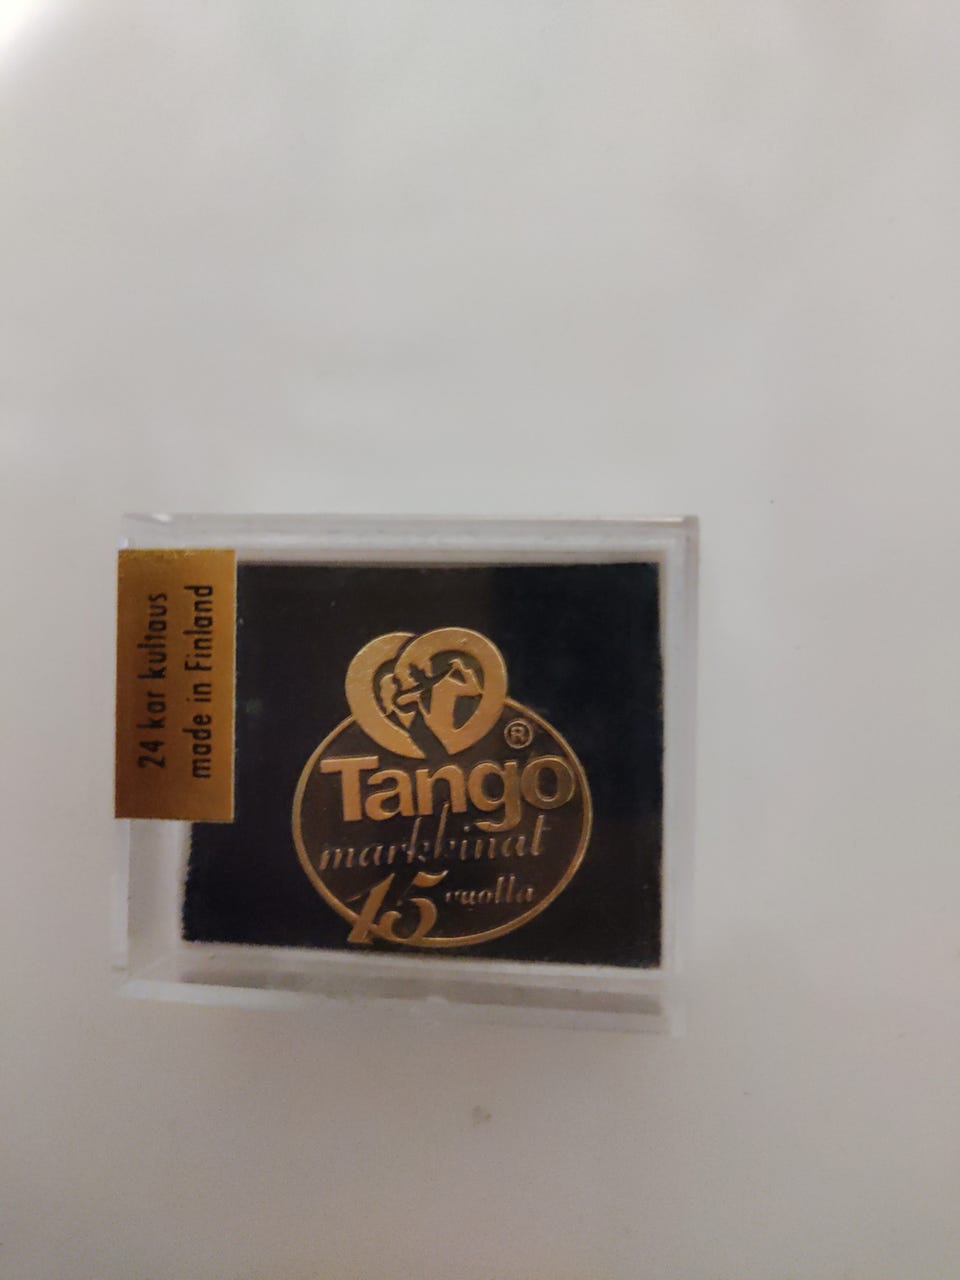 24 kar kultaus
made in Finland
®
Tango
markkinat
15 vuotta